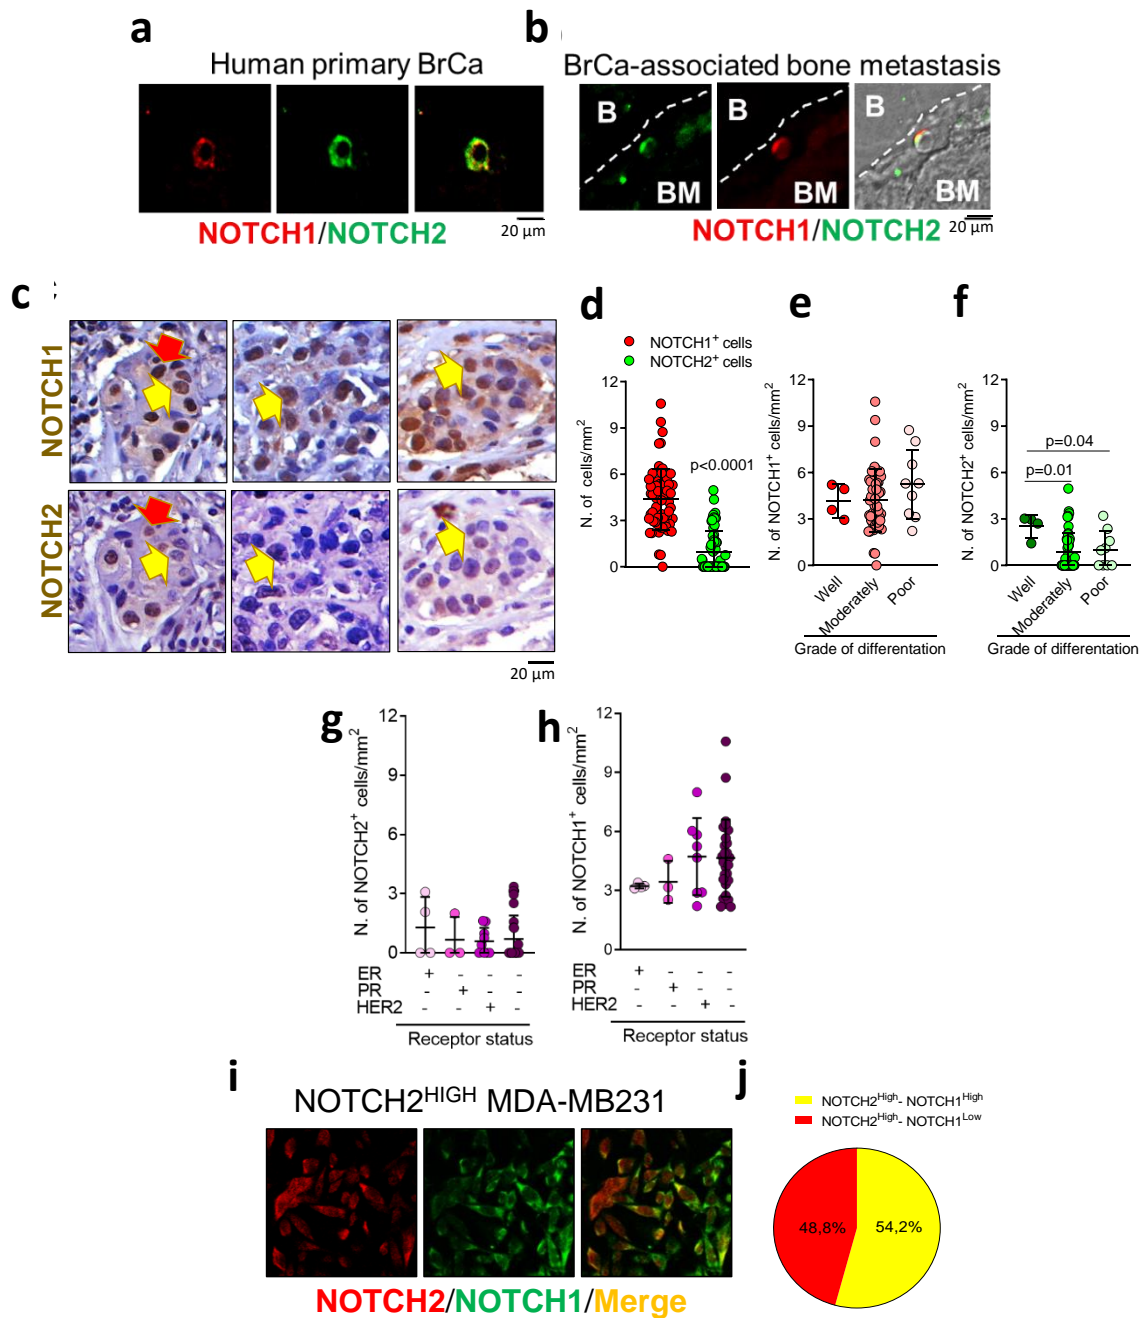 a
Human primary BrCa
NOTCH1/NOTCH2
20 µm
b
BrCa-associated bone metastasis
B
BM
B
BM
BM
NOTCH1/NOTCH2
20 µm
c
NOTCH1
NOTCH2
20 µm
d
NOTCH1+ cells
NOTCH2+ cells
N. of cells/mm2
12
9
6
3
0
p<0.0001
e
N. of NOTCH1+ cells/mm2
12
9
6
3
0
Well
Moderately
Poor
Grade of differentation
f
N. of NOTCH2+ cells/mm2
12
9
6
3
0
p=0.04
p=0.01
Well
Moderately
Poor
Grade of differentation
g
N. of NOTCH2+ cells/mm2
12
9
6
3
0
ER + - - -
PR - + - -
HER2 - - + -
Receptor status
h
N. of NOTCH1+ cells/mm2
12
9
6
3
0
ER + - - -
PR - + - -
HER2 - - + -
Receptor status
i
NOTCH2HIGH MDA-MB231
NOTCH2/NOTCH1/Merge
j
NOTCH2High- NOTCH1High
NOTCH2High- NOTCH1Low
48,8%
54,2%